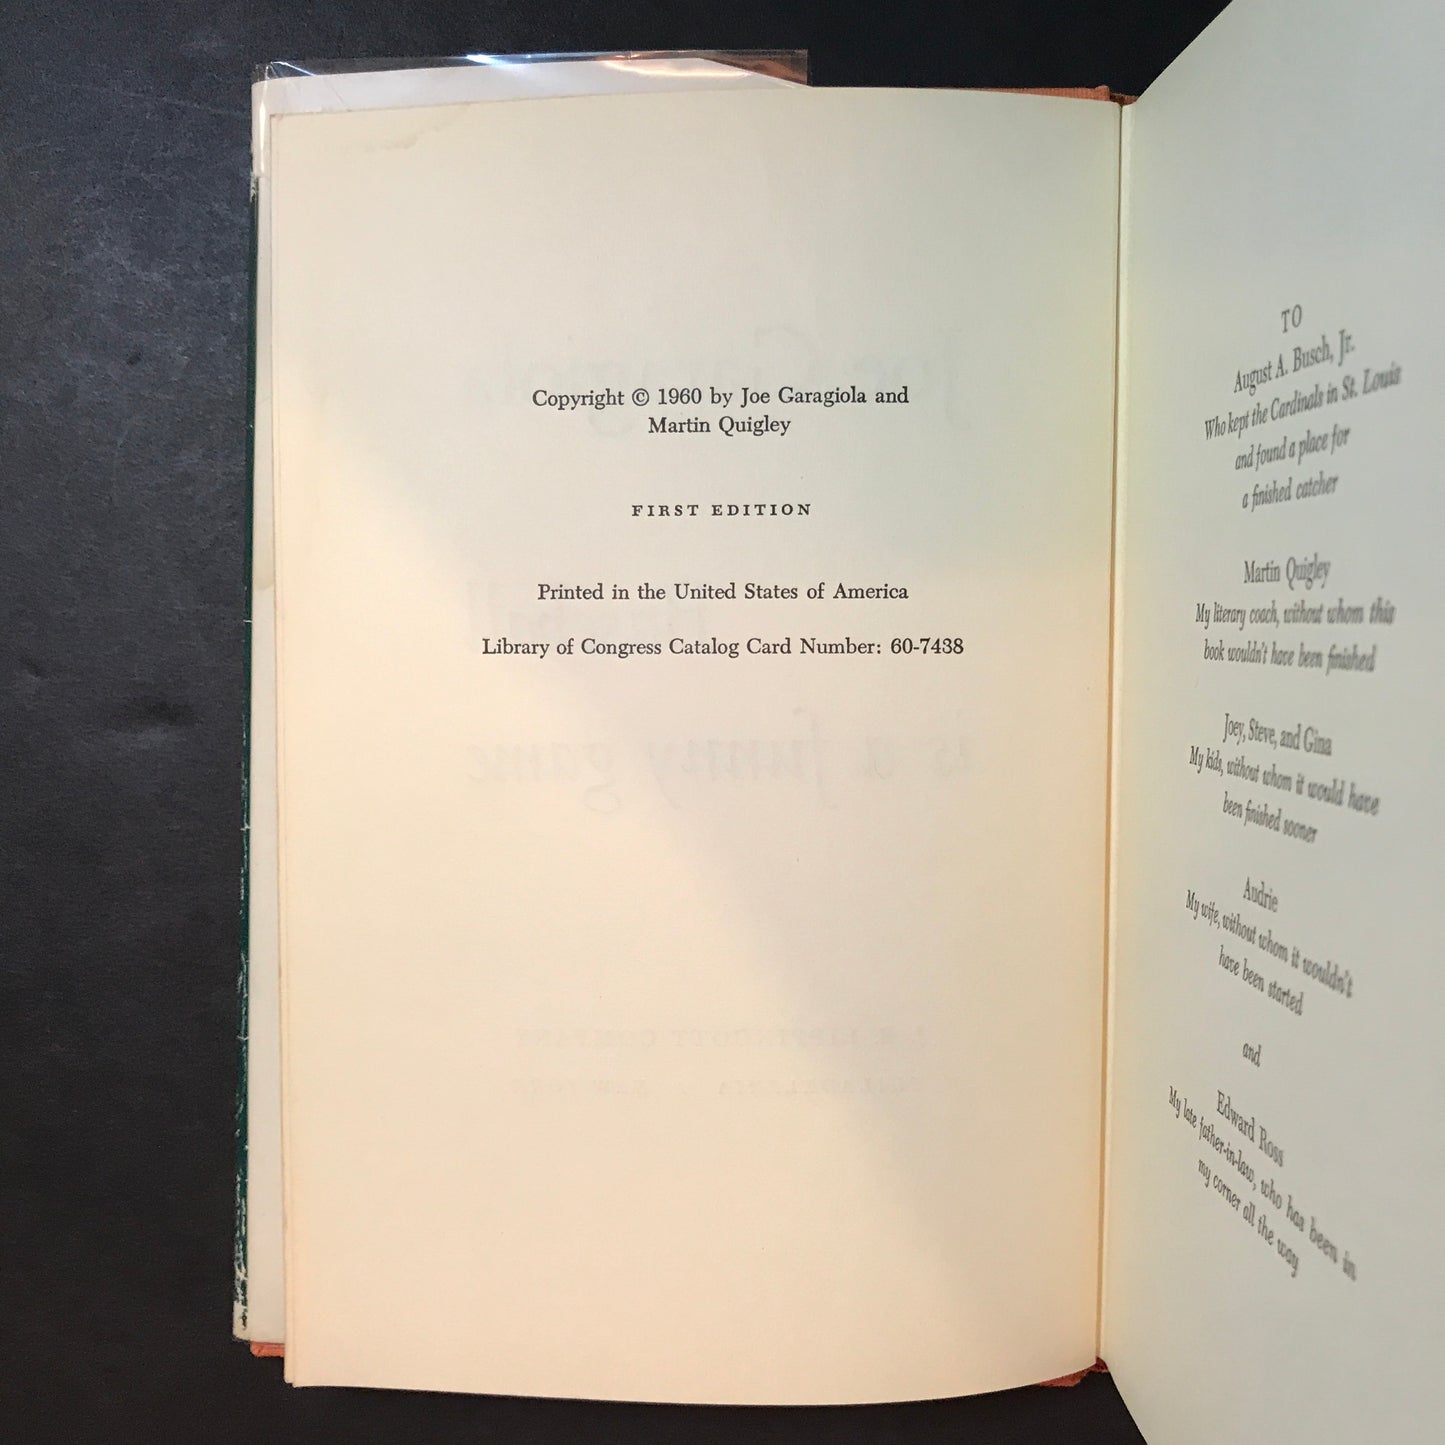 Copyright © 1960 by Joe Garagiola and
Martin Quigley
FIRST EDITION
Printed in the United States of America
Library of Congress Catalog Card Number: 60-7438
TO
August A. Busch, Jr.
Who kept the Cardinals in St. Louis
and found a place for
a finished catcher
Martin Quigley
My literary coach, without whom this
book wouldn't have been finished
Joey, Steve, and Gina
My kids, without whom it would have
been finished sooner
Audrie
My wife, without whom it wouldn't
have been started
and
Edward Ross
My late father-in-law, who has been in
my corner all the way